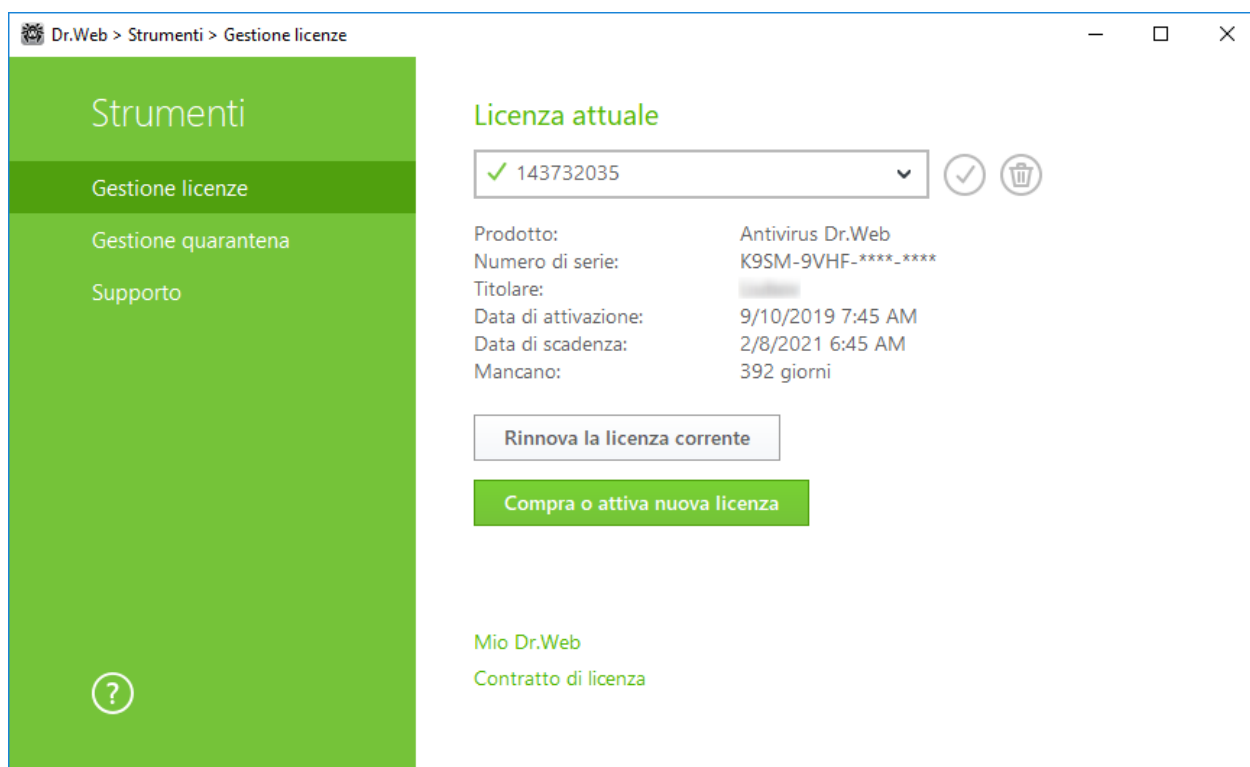 Dr.Web > Strumenti > Gestione licenze
Strumenti
Gestione licenze
Gestione quarantena
Supporto
?
Licenza attuale
143732035
Prodotto: Antivirus Dr.Web
Numero di serie: K9SM-9VHF-****-****
Titolare:
Data di attivazione: 9/10/2019 7:45 AM
Data di scadenza: 2/8/2021 6:45 AM
Mancano: 392 giorni
Rinnova la licenza corrente
Compra o attiva nuova licenza
Mio Dr.Web
Contratto di licenza